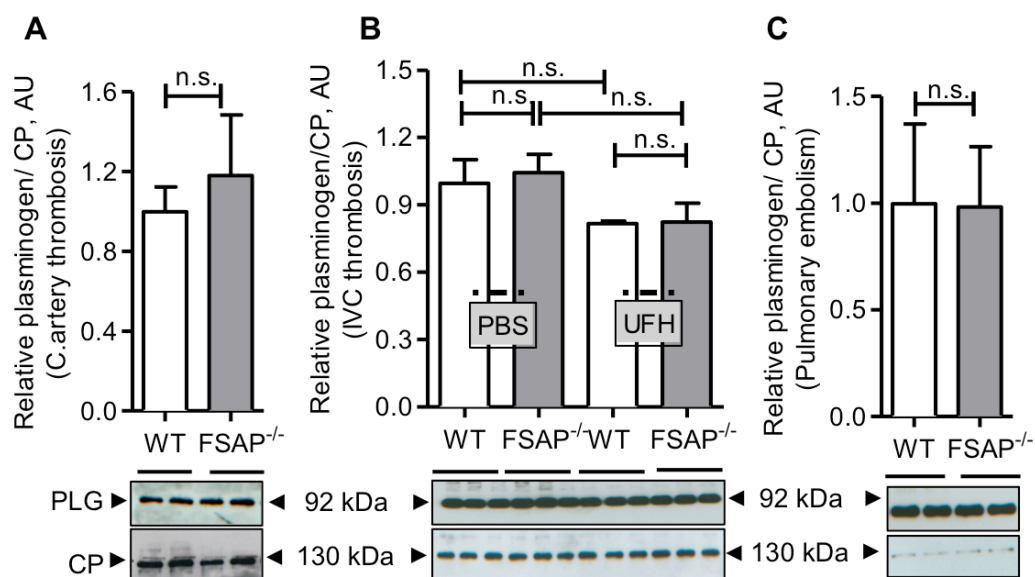 A
Relative plasminogen/ CP, AU
(C.artery thrombosis)
1.6
1.2
0.8
0.4
0.0
n.s.
WT FSAP-/-
B
Relative plasminogen/CP, AU
(IVC thrombosis)
1.5
1.2
0.9
0.6
0.3
0.0
n.s.
n.s.
n.s.
n.s.
PBS
UFH
WT FSAP-/- WT FSAP-/-
C
Relative plasminogen/ CP, AU
(Pulmonary embolism)
1.5
1.0
0.5
0.0
n.s.
WT FSAP-/-
PLG 92 kDa 92 kDa
CP 130 kDa 130 kDa